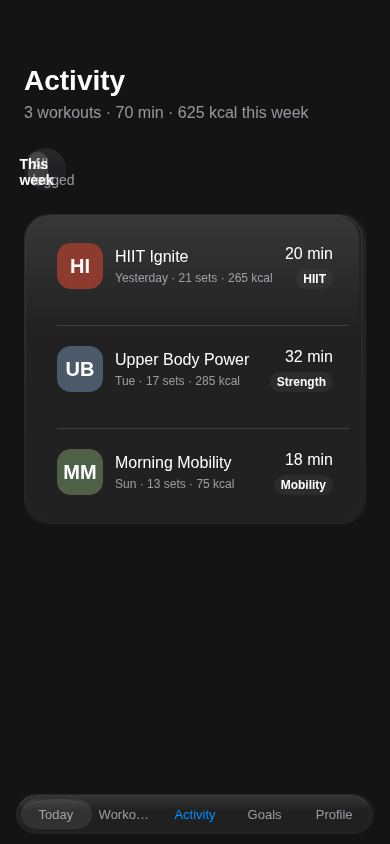 Activity
3 workouts · 70 min · 625 kcal this week
This
week
HI
HIIT Ignite
20 min
Yesterday · 21 sets · 265 kcal
HIIT
UB
Upper Body Power
32 min
Tue · 17 sets · 285 kcal
Strength
MM
Morning Mobility
18 min
Sun · 13 sets · 75 kcal
Mobility
Today Worko… Activity Goals Profile